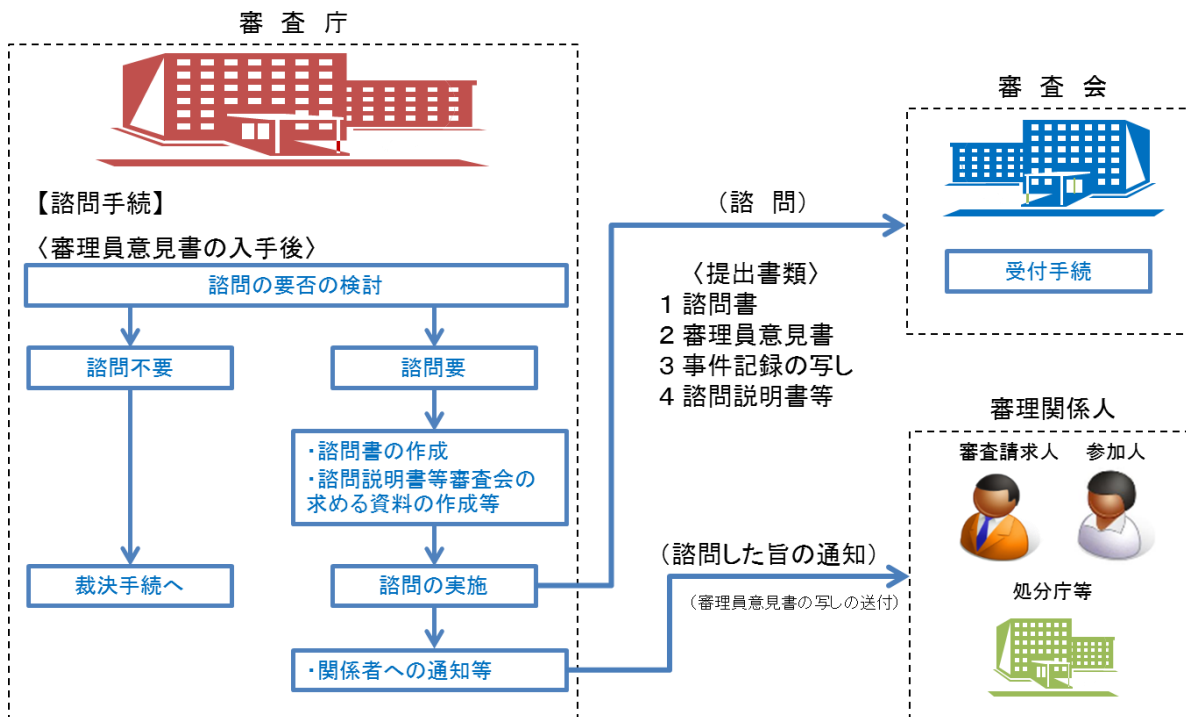 審 査 庁
【諮問手続】
〈審理員意見書の入手後〉
諮問の要否の検討
諮問不要
諮問要
・諮問書の作成
・諮問説明書等審査会の
求める資料の作成等
裁決手続へ
諮問の実施
・関係者への通知等
（諮 問）
〈提出書類〉
1 諮問書
2 審理員意見書
3 事件記録の写し
4 諮問説明書等
（諮問した旨の通知）
（審理員意見書の写しの送付）
審 査 会
受付手続
審理関係人
審査請求人 参加人
処分庁等